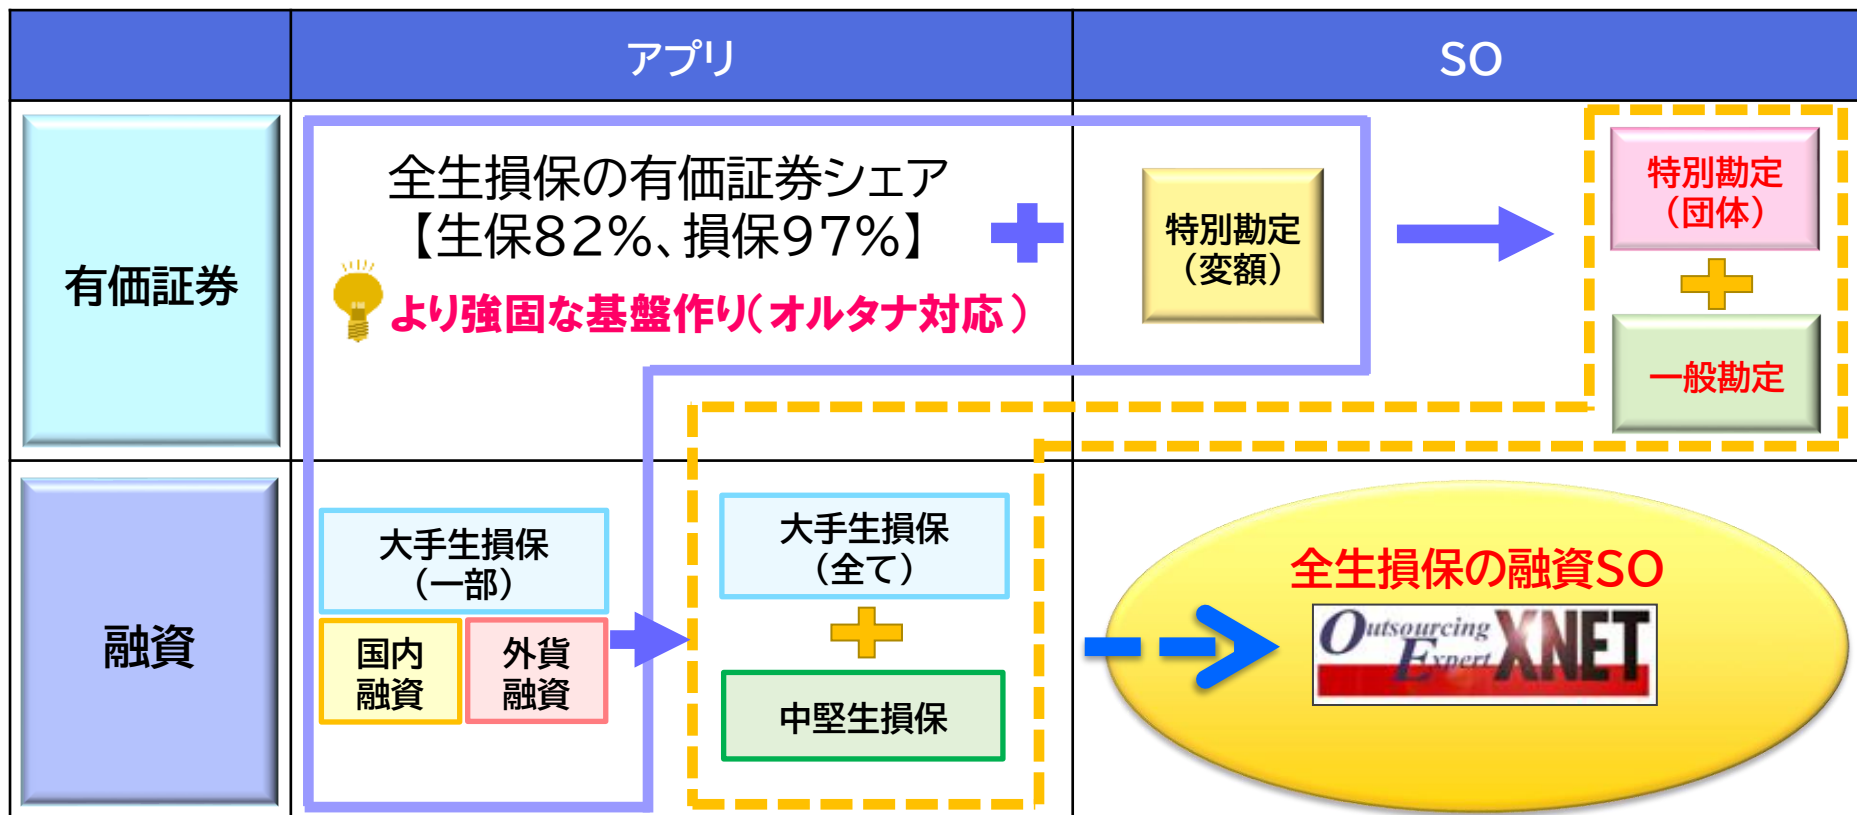 アプリ
SO
有価証券
全生損保の有価証券シェア
【生保82%、損保97%】
より強固な基盤作り(オルタナ対応)
特別勘定
(変額)
特別勘定
(団体)
一般勘定
融資
大手生損保
(一部)
国内
融資
外貨
融資
大手生損保
(全て)
中堅生損保
全生損保の融資SO
Outsourcing
Expert XNET